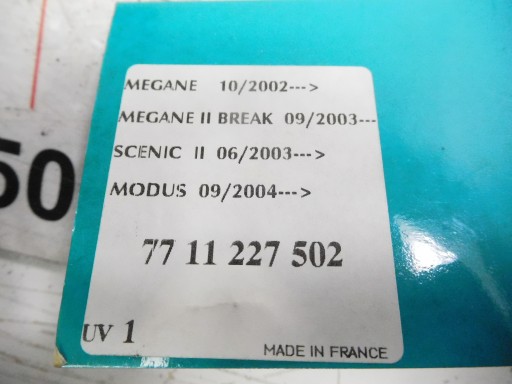 MEGANE 10/2002--->
MEGANE II BREAK 09/2003---
SCENIC II 06/2003--->
MODUS 09/2004--->
77 11 227 502
UV 1
MADE IN FRANCE
50